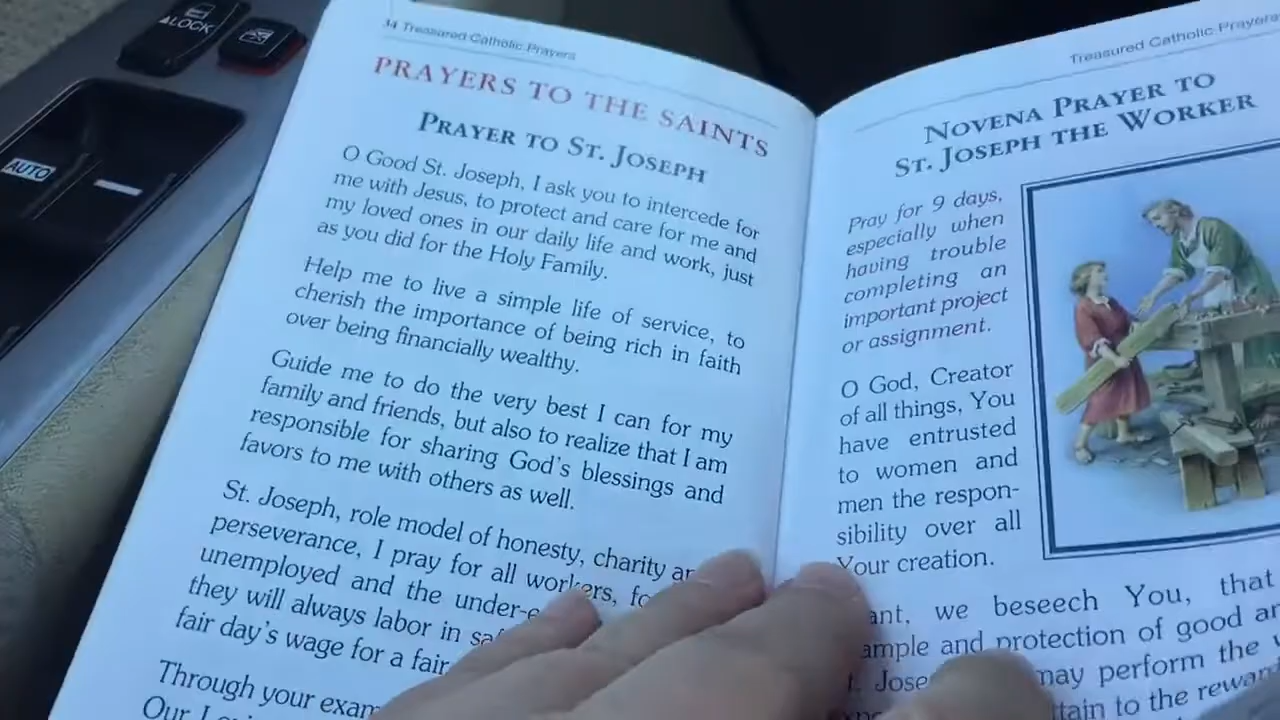 LOCK
AUTO
34 Treasured Catholic Prayers
PRAYERS TO THE SAINTS
PRAYER TO ST. JOSEPH
O Good St. Joseph, I ask you to intercede for
me with Jesus, to protect and care for me and
my loved ones in our daily life and work, just
as you did for the Holy Family.
Help me to live a simple life of service, to
cherish the importance of being rich in faith
over being financially wealthy.
Guide me to do the very best I can for my
family and friends, but also to realize that I am
responsible for sharing God's blessings and
favors to me with others as well.
St. Joseph, role model of honesty, charity
perseverance, I pray for all workers,
unemployed and the under-
they will always labor in
fair day's wage for a fair
Through your
Our
Treasured Catholic Prayers
NOVENA PRAYER TO
ST. JOSEPH THE WORKER
Pray for 9 days,
especially when
having trouble
completing an
important project
or assignment.
O God, Creator
of all things, You
have entrusted
to women and
men the respon-
sibility over all
Your creation.
ant, we beseech You, that
ample and protection of good
may perform the
to the